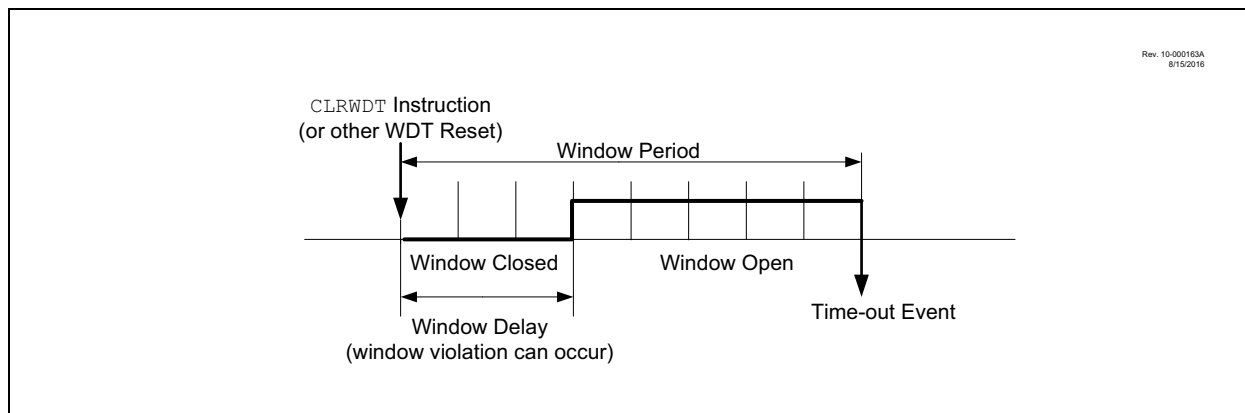 Rev. 10-000163A
8/15/2016
CLRWDT Instruction
(or other WDT Reset)
Window Period
Window Closed
Window Open
Window Delay
(window violation can occur)
Time-out Event